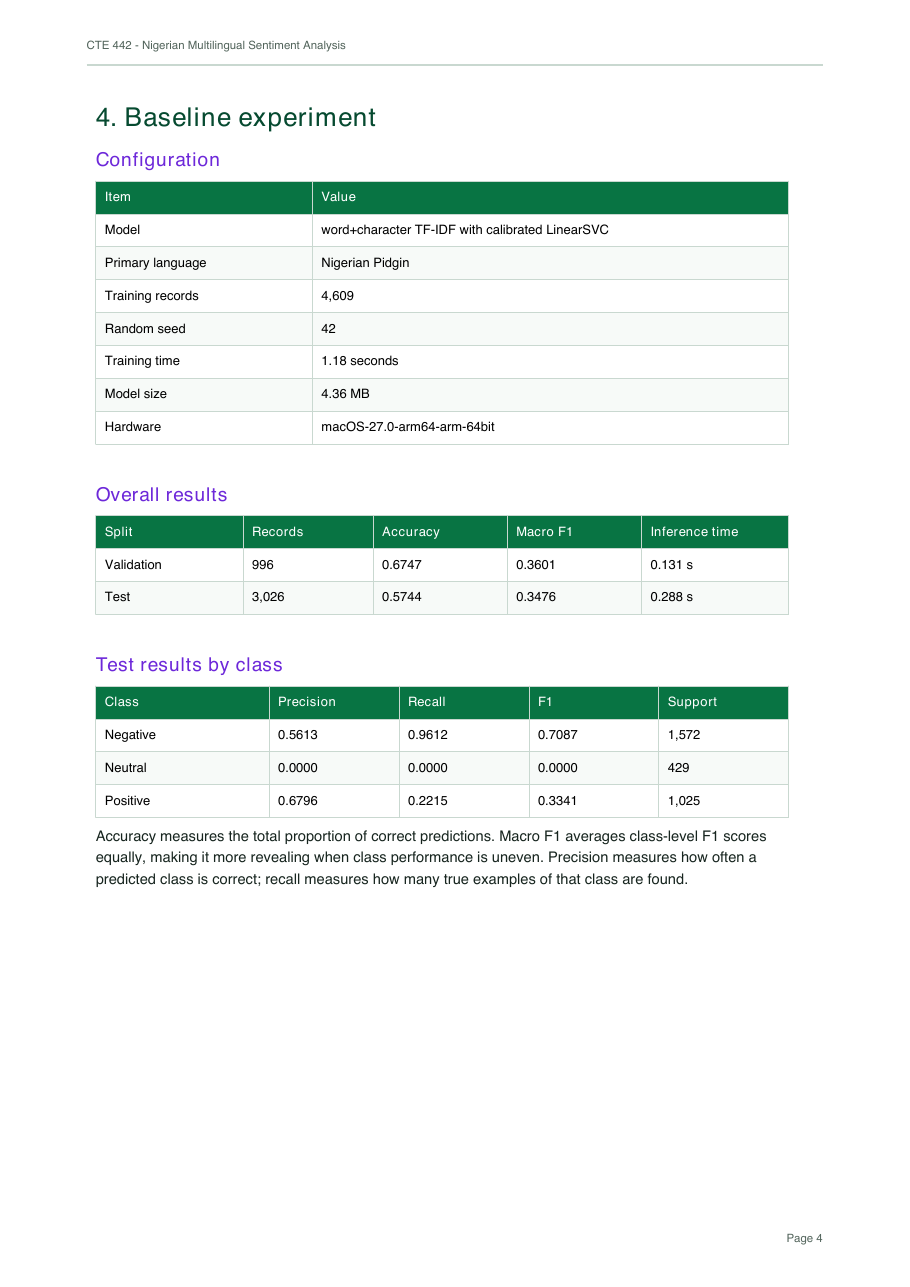 CTE 442 - Nigerian Multilingual Sentiment Analysis
4. Baseline experiment
Configuration
Item Value
Model word+character TF-IDF with calibrated LinearSVC
Primary language Nigerian Pidgin
Training records 4,609
Random seed 42
Training time 1.18 seconds
Model size 4.36 MB
Hardware macOS-27.0-arm64-arm-64bit
Overall results
Split Records Accuracy Macro F1 Inference time
Validation 996 0.6747 0.3601 0.131 s
Test 3,026 0.5744 0.3476 0.288 s
Test results by class
Class Precision Recall F1 Support
Negative 0.5613 0.9612 0.7087 1,572
Neutral 0.0000 0.0000 0.0000 429
Positive 0.6796 0.2215 0.3341 1,025
Accuracy measures the total proportion of correct predictions. Macro F1 averages class-level F1 scores
equally, making it more revealing when class performance is uneven. Precision measures how often a
predicted class is correct; recall measures how many true examples of that class are found.
Page 4